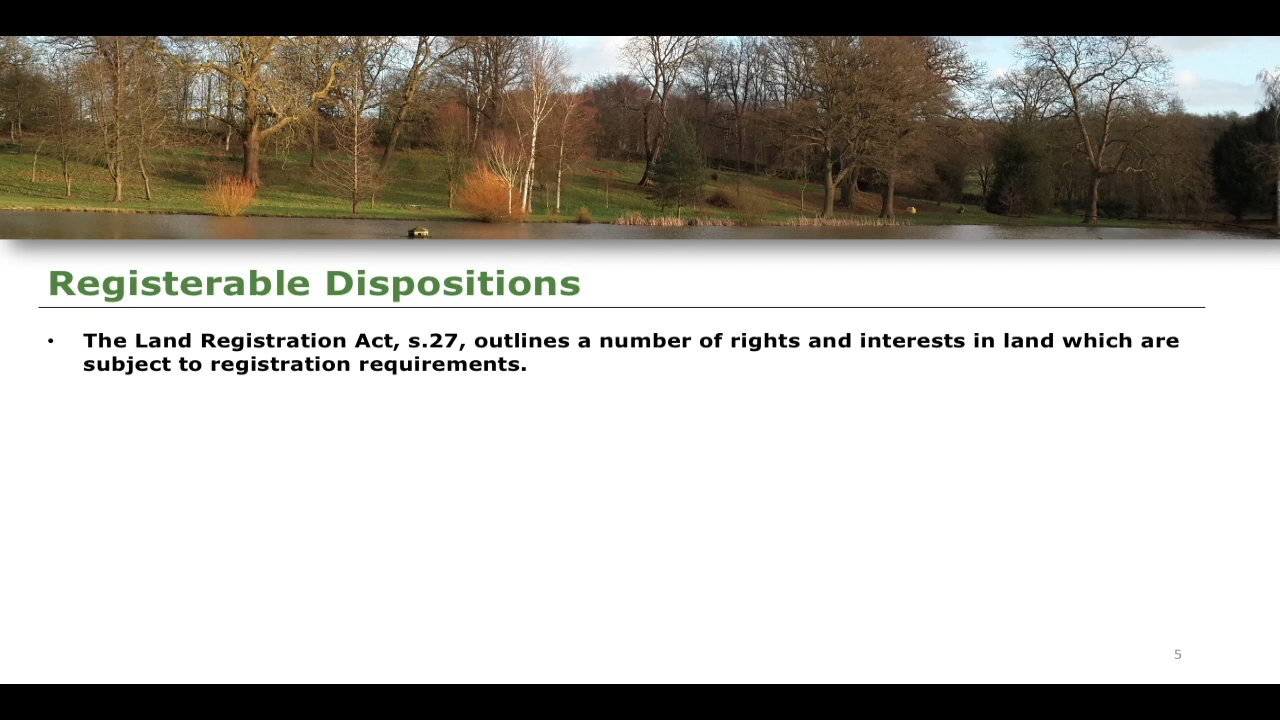 Registerable Dispositions
• The Land Registration Act, s.27, outlines a number of rights and interests in land which are
subject to registration requirements.
5